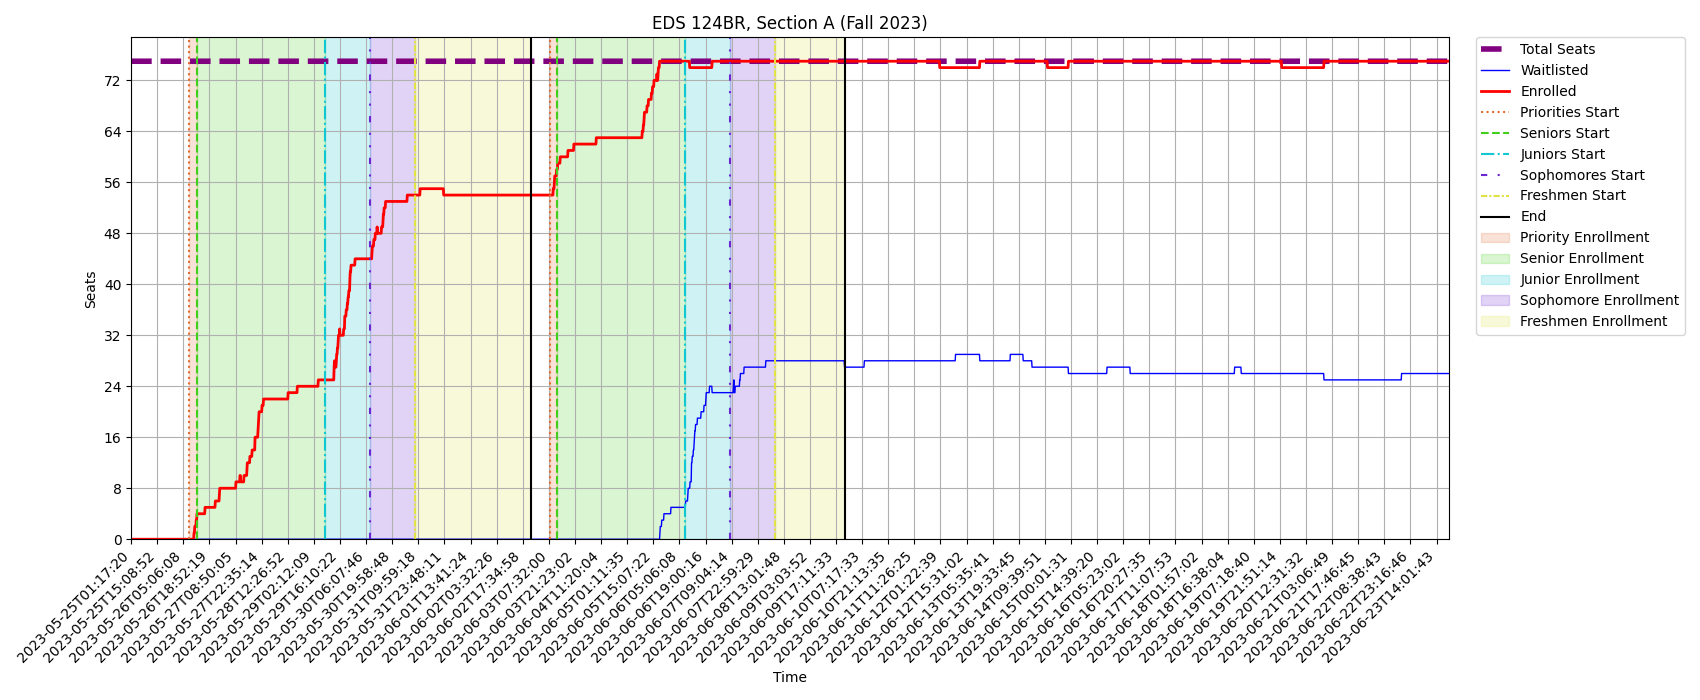 EDS 124BR, Section A (Fall 2023)
Total Seats
Waitlisted
Enrolled
Priorities Start
Seniors Start
Juniors Start
Sophomores Start
Freshmen Start
End
Priority Enrollment
Senior Enrollment
Junior Enrollment
Sophomore Enrollment
Freshmen Enrollment
Seats
72
64
56
48
40
32
24
16
8
0
2023-05-25T01:17:20
2023-05-25T15:08:52
2023-05-26T05:06:08
2023-05-26T18:52:19
2023-05-27T08:50:05
2023-05-27T22:35:14
2023-05-28T12:26:52
2023-05-29T02:12:09
2023-05-29T16:10:22
2023-05-30T06:07:46
2023-05-30T19:58:48
2023-05-31T09:59:18
2023-05-31T23:48:11
2023-06-01T13:41:24
2023-06-02T03:32:26
2023-06-02T17:34:58
2023-06-03T07:32:00
2023-06-03T21:23:02
2023-06-04T11:20:04
2023-06-05T01:11:35
2023-06-05T15:07:22
2023-06-06T05:06:08
2023-06-06T19:00:16
2023-06-07T09:04:14
2023-06-07T22:59:29
2023-06-08T13:01:48
2023-06-09T03:03:52
2023-06-09T17:11:33
2023-06-10T07:17:33
2023-06-10T21:13:35
2023-06-11T11:26:25
2023-06-12T01:22:39
2023-06-12T15:31:02
2023-06-13T05:35:41
2023-06-13T19:33:45
2023-06-14T09:39:51
2023-06-15T00:01:31
2023-06-15T14:39:20
2023-06-16T05:23:02
2023-06-16T20:27:35
2023-06-17T11:07:53
2023-06-18T01:57:02
2023-06-18T16:38:04
2023-06-19T07:18:40
2023-06-19T21:51:14
2023-06-20T12:31:32
2023-06-21T03:06:49
2023-06-21T17:46:45
2023-06-22T08:38:43
2023-06-22T23:16:46
2023-06-23T14:01:43
Time